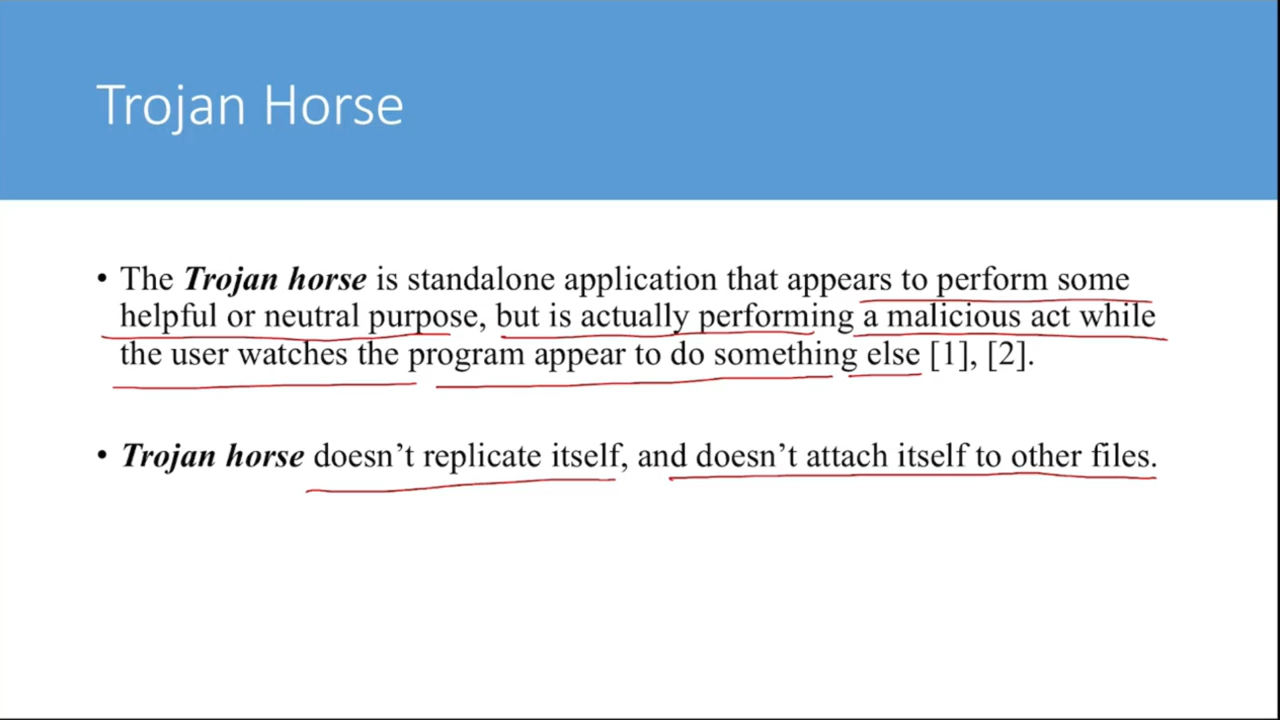 Trojan Horse
• The Trojan horse is standalone application that appears to perform some
helpful or neutral purpose, but is actually performing a malicious act while
the user watches the program appear to do something else [1], [2].
• Trojan horse doesn’t replicate itself, and doesn’t attach itself to other files.